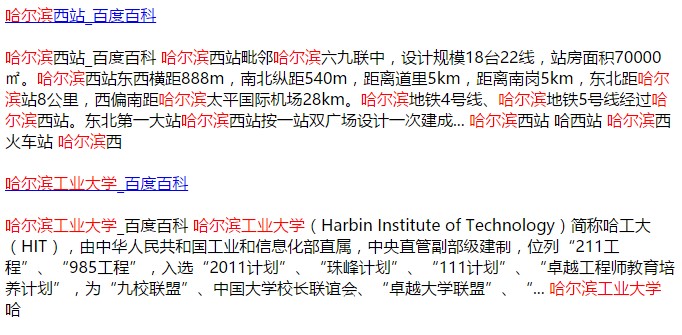 哈尔滨西站_百度百科
哈尔滨西站_百度百科 哈尔滨西站毗邻哈尔滨六九联中，设计规模18台22线，站房面积70000
㎡。哈尔滨西站东西横距888m，南北纵距540m，距离道里5km，距离南岗5km，东北距哈尔
滨站8公里，西偏南距哈尔滨太平国际机场28km。哈尔滨地铁4号线、哈尔滨地铁5号线经过哈
尔滨西站。东北第一大站哈尔滨西站按一站双广场设计一次建成... 哈尔滨西站 哈西站 哈尔滨西
火车站 哈尔滨西
哈尔滨工业大学_百度百科
哈尔滨工业大学_百度百科 哈尔滨工业大学（Harbin Institute of Technology）简称哈工大
（HIT），由中华人民共和国工业和信息化部直属，中央直管副部级建制，位列“211工
程”、“985工程”，入选“2011计划”、“珠峰计划”、“111计划”、“卓越工程师教育培
养计划”，为“九校联盟”、中国大学校长联谊会、“卓越大学联盟”、“... 哈尔滨工业大学
哈